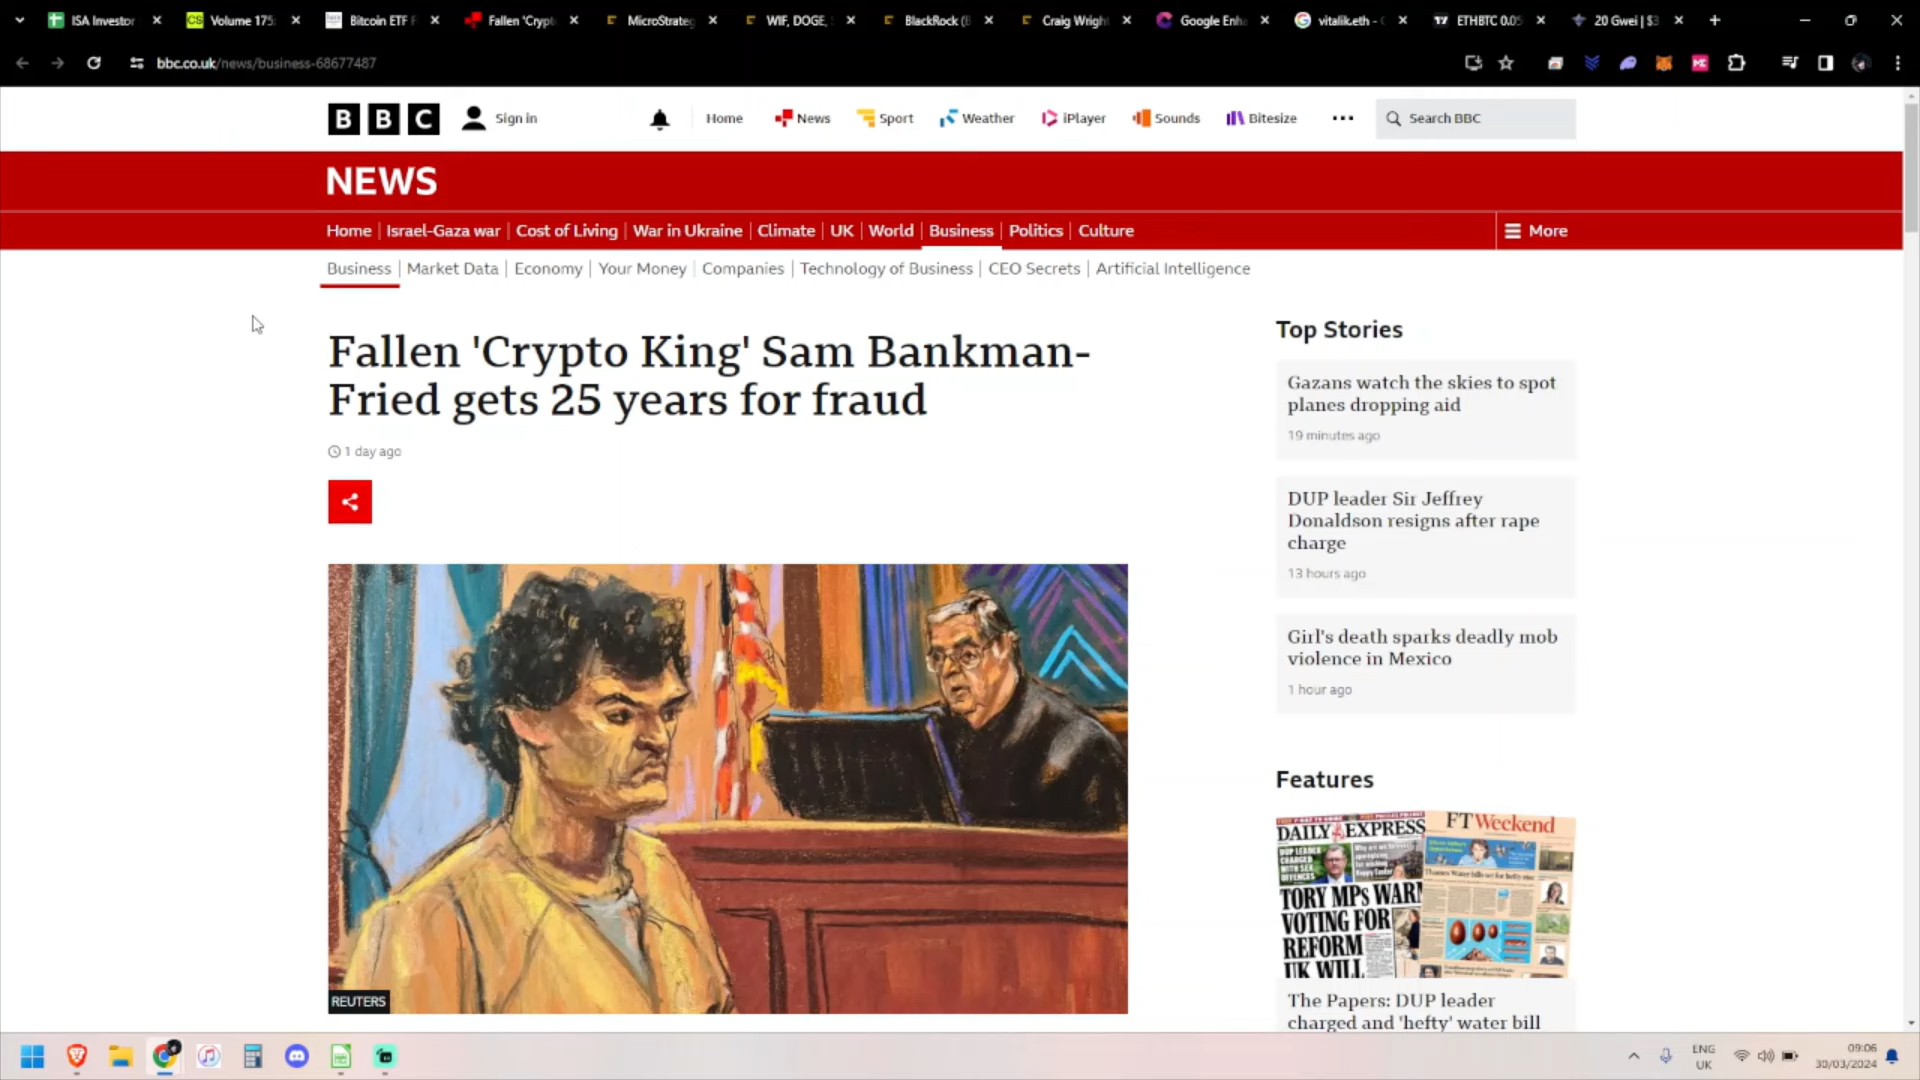 ISA Investor
Volume 175:
Bitcoin ETF F
Fallen 'Crypt
MicroStrateg
WIF, DOGE,
BlackRock (B
Craig Wright
Google Enha
vitalik.eth -
ETHBTC 0.05
20 Gwei | $3
bbc.co.uk/news/business-68677487
BBC
Sign in
Home
News
Sport
Weather
iPlayer
Sounds
Bitesize
Search BBC
NEWS
Home
Israel-Gaza war
Cost of Living
War in Ukraine
Climate
UK
World
Business
Politics
Culture
More
Business
Market Data
Economy
Your Money
Companies
Technology of Business
CEO Secrets
Artificial Intelligence
Fallen 'Crypto King' Sam Bankman-
Fried gets 25 years for fraud
1 day ago
REUTERS
Top Stories
Gazans watch the skies to spot
planes dropping aid
19 minutes ago
DUP leader Sir Jeffrey
Donaldson resigns after rape
charge
13 hours ago
Girl's death sparks deadly mob
violence in Mexico
1 hour ago
Features
DAILY EXPRESS
DUP LEADER
CHARGED
WITH SEX
OFFENCES
TORY MPs WARN
VOTING FOR
REFORM
UK WILL
FT Weekend
The Papers: DUP leader
charged and 'hefty' water bill
ENG
UK
09:06
30/03/2024